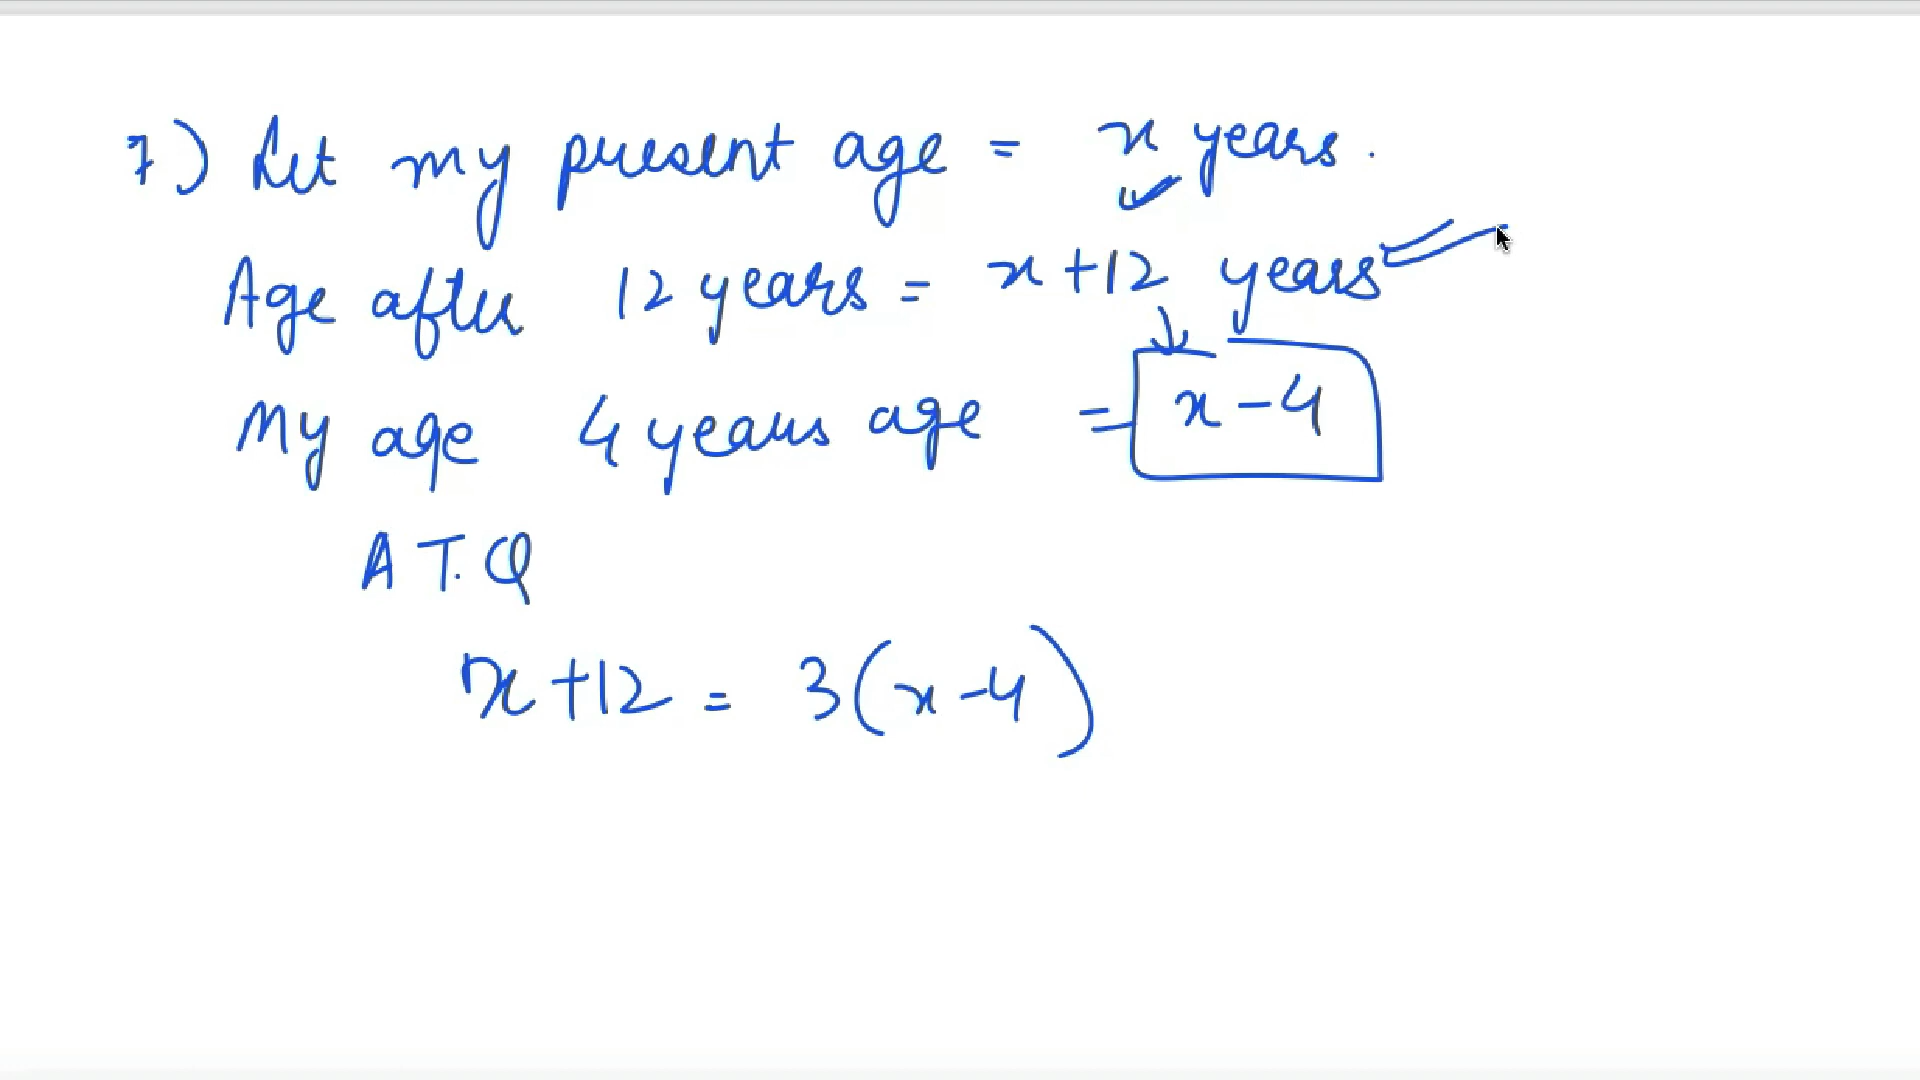 7) Let my present age = x years.
Age after 12 years = x+12 years
My age 4 years age = x-4
A T. Q
x+12 = 3(x-4)